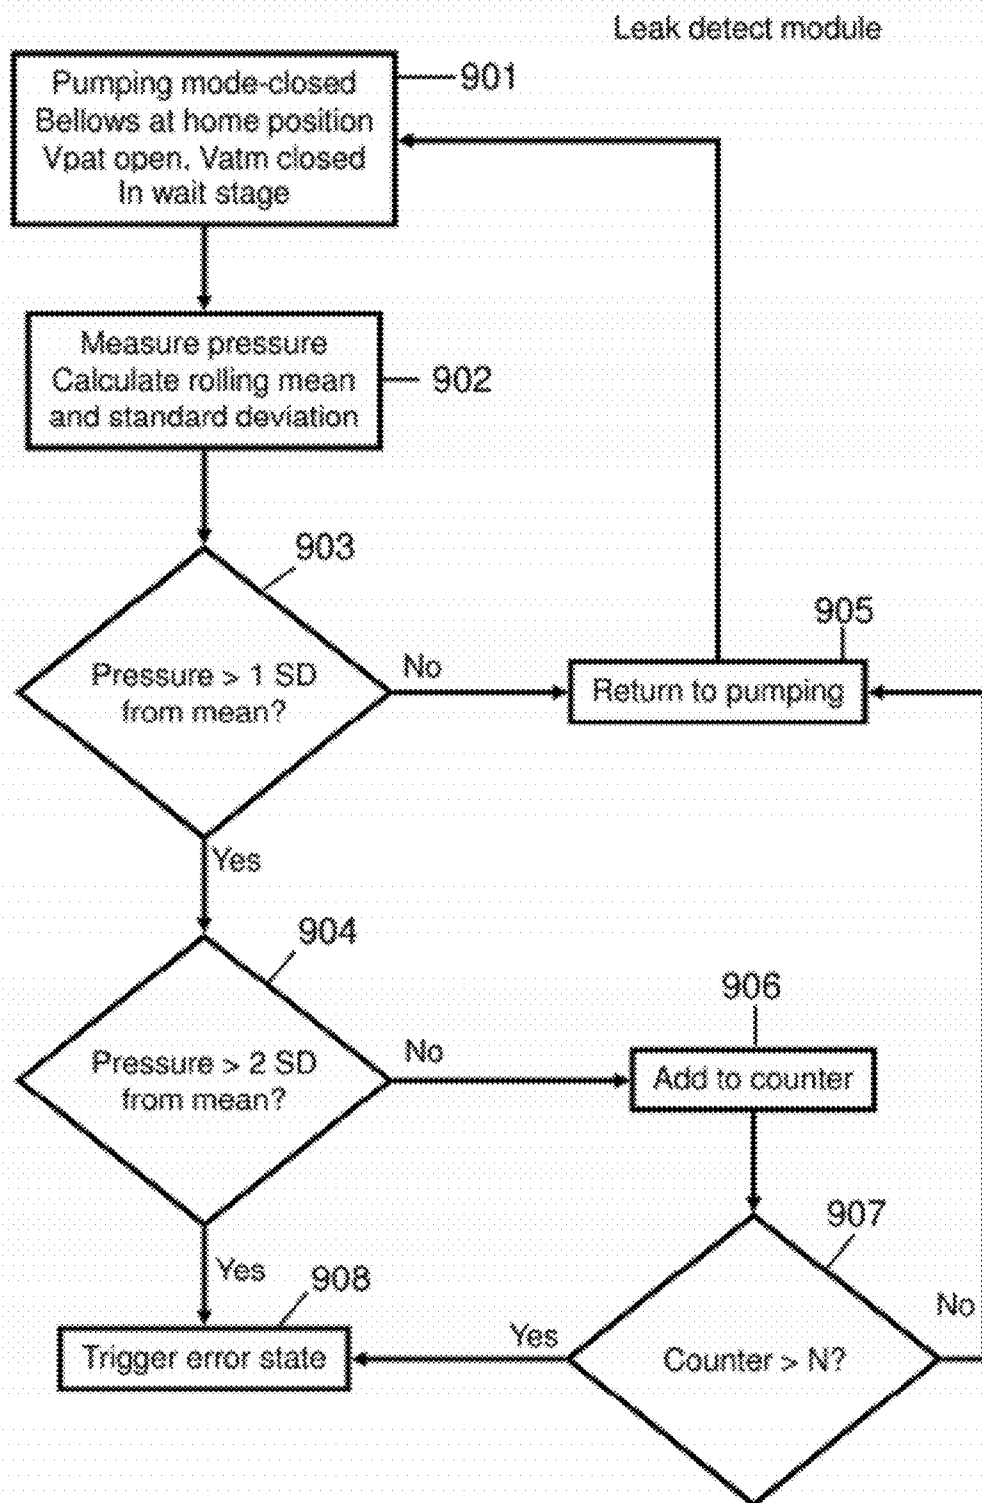 Leak detect module
901
Pumping mode-closed
Bellows at home position
Vpat open, Vatm closed
In wait stage
Measure pressure
Calculate rolling mean
and standard deviation
902
903
Pressure > 1 SD
from mean?
No
905
Return to pumping
Yes
904
Pressure > 2 SD
from mean?
No
906
Add to counter
907
Yes
908
Trigger error state
Yes
Counter > N?
No